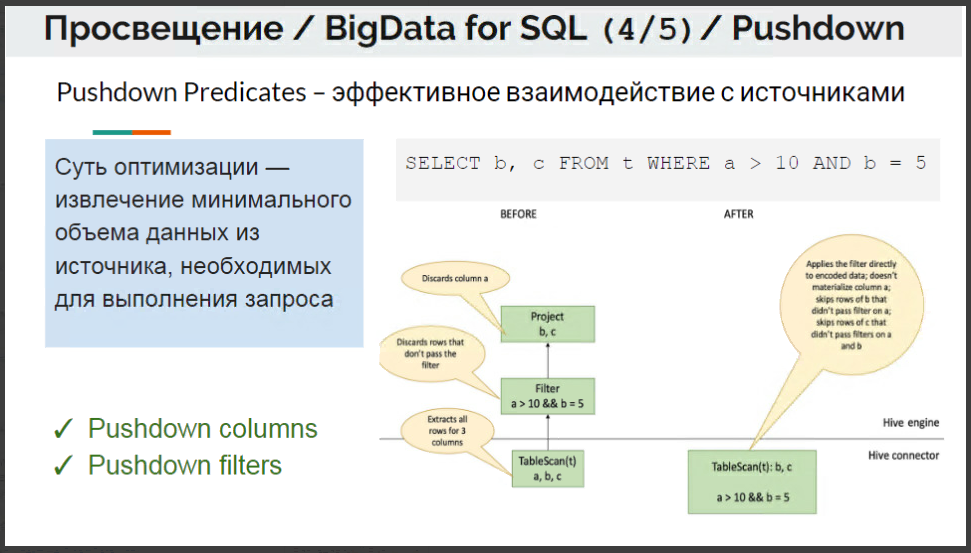 Просвещение / BigData for SQL (4/5) / Pushdown
Pushdown Predicates – эффективное взаимодействие с источниками
Суть оптимизации —
извлечение минимального
объема данных из
источника, необходимых
для выполнения запроса
✓ Pushdown columns
✓ Pushdown filters
SELECT b, c FROM t WHERE a > 10 AND b = 5
BEFORE
Discards column a
Project
b, c
Discards rows that
don't pass the
filter
Filter
a > 10 && b = 5
Extracts all
rows for 3
columns
TableScan(t)
a, b, c
AFTER
Applies the filter directly
to encoded data; doesn't
materialize column a;
skips rows of b that
didn't pass filter on a;
skips rows of c that
didn't pass filters on a
and b
Hive engine
Hive connector
TableScan(t): b, c
a > 10 && b = 5